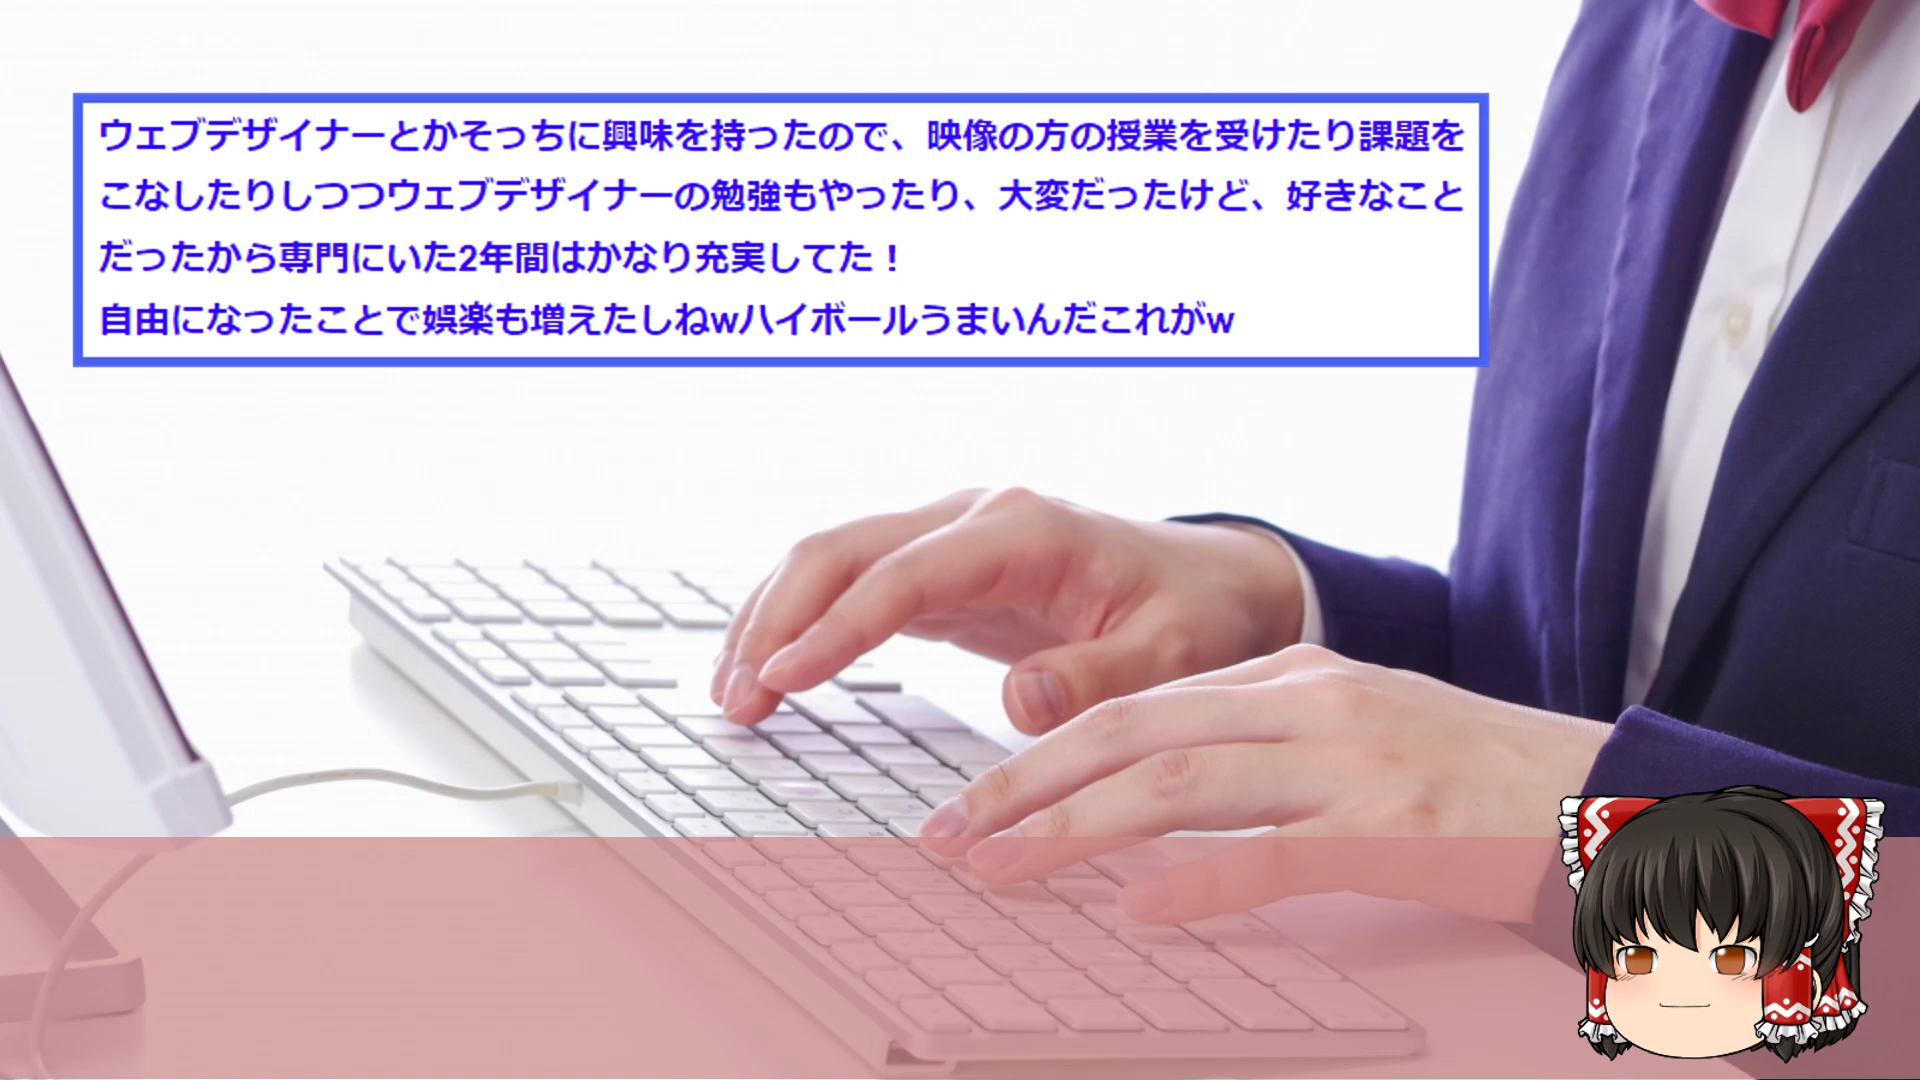 ウェブデザイナーとかそっちに興味を持ったので、映像の方の授業を受けたり課題を
こなしたりしつつウェブデザイナーの勉強もやったり、大変だったけど、好きなこと
だったから専門にいた2年間はかなり充実してた！
自由になったことで娯楽も増えたしねwハイボールうまいんだこれがw